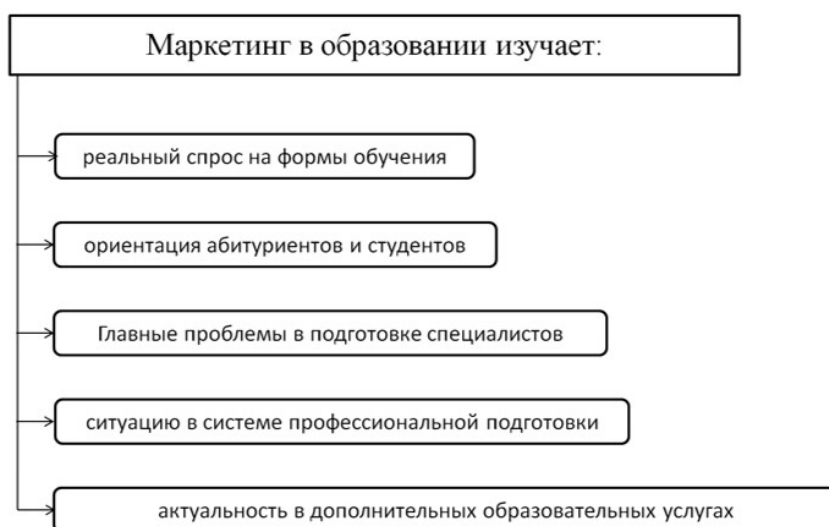 Маркетинг в образовании изучает:
реальный спрос на формы обучения
ориентация абитуриентов и студентов
Главные проблемы в подготовке специалистов
ситуацию в системе профессиональной подготовки
актуальность в дополнительных образовательных услугах